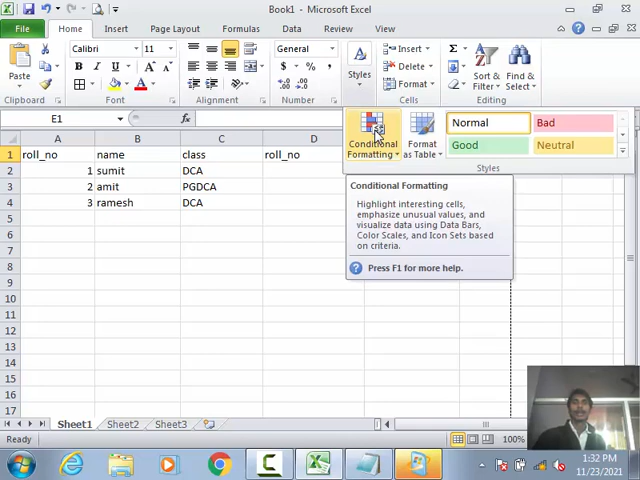 Book1 - Microsoft Excel
File Home Insert Page Layout Formulas Data Review View
Calibri 11 General Insert Σ
Paste B I U A A $ % , Styles Delete Sort & Find &
Format Filter Select
Clipboard Font Alignment Number Cells Editing
E1 fx
Conditional Formatting Format as Table Normal Bad
Good Neutral
Styles
Conditional Formatting
Highlight interesting cells,
emphasize unusual values, and
visualize data using Data Bars,
Color Scales, and Icon Sets based
on criteria.
Press F1 for more help.
A B C D
1 roll_no name class roll_no
2 1 sumit DCA
3 2 amit PGDCA
4 3 ramesh DCA
5
6
7
8
9
10
11
12
13
14
15
16
17
Sheet1 Sheet2 Sheet3
Ready 100%
1:32 PM
11/23/2021